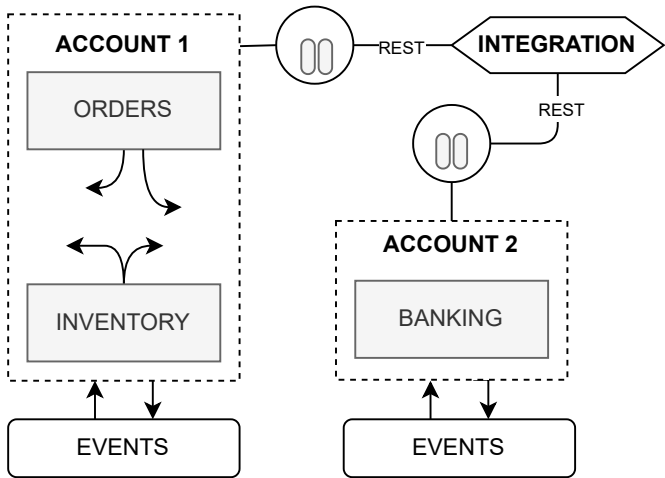 ACCOUNT 1
ORDERS
INVENTORY
EVENTS
REST
INTEGRATION
REST
ACCOUNT 2
BANKING
EVENTS